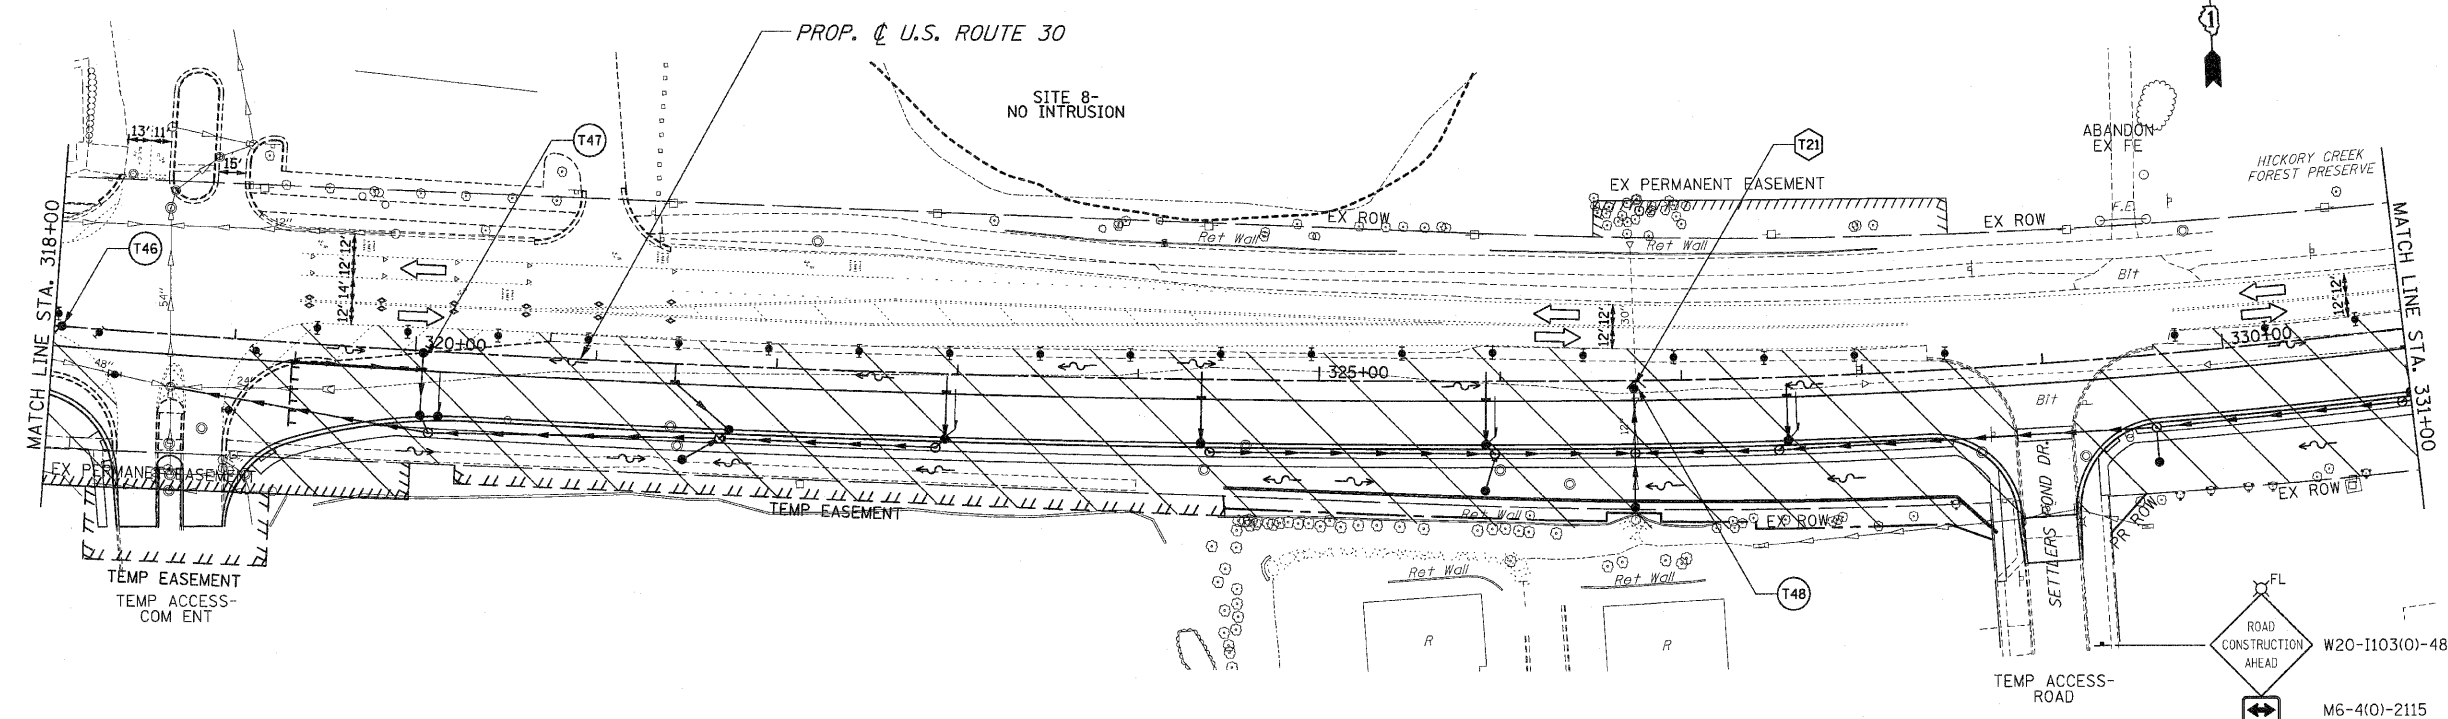 PROP. ℄ U.S. ROUTE 30
1
SITE 8-
NO INTRUSION
13' 11'
15'
T47
T21
ABANDON
EX FE
HICKORY CREEK
FOREST PRESERVE
EX PERMANENT EASEMENT
MATCH LINE STA. 318+00
12"
T46
EX ROW
Ret Wall
Ret Wall
EX ROW
F.E
MATCH LINE STA. 331+00
54"
12' 14' 12' 12'
12' 12'
30"
Bit
12' 12'
320+00
325+00
330+00
48"
24"
12"
Bit
EX PERMANENT EASEMENT
TEMP EASEMENT
Ret Wall
EX ROW
EX ROW
PR ROW
SETTLERS POND DR.
TEMP EASEMENT
TEMP ACCESS-
COM ENT
Ret Wall
Ret Wall
T48
R
R
FL
ROAD
CONSTRUCTION
AHEAD
W20-I103(O)-48
TEMP ACCESS-
ROAD
M6-4(O)-2115